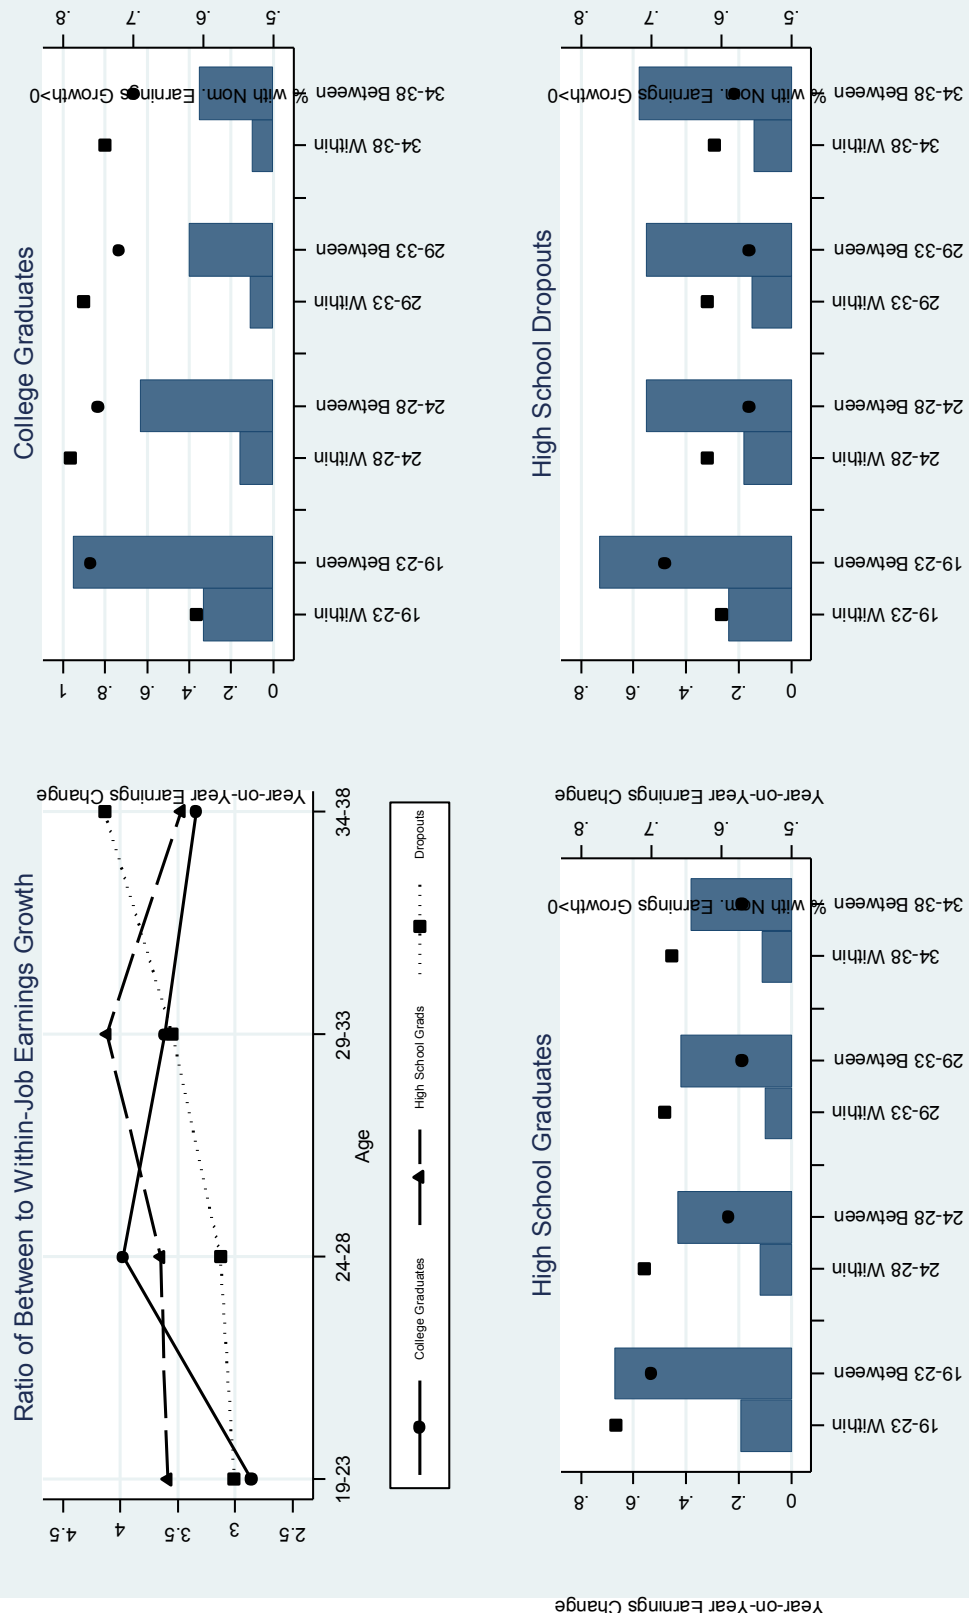 Ratio of Between to Within-Job Earnings Growth
4.5
4
3.5
3
2.5
19-23
24-28
29-33
34-38
Age
College Graduates
High School Grads
Dropouts
College Graduates
Year-on-Year Earnings Change
1
.8
.6
.4
.2
0
.8
.7
.6
.5
% with Nom. Earnings Growth>0
19-23 Within
19-23 Between
24-28 Within
24-28 Between
29-33 Within
29-33 Between
34-38 Within
34-38 Between
High School Graduates
Year-on-Year Earnings Change
.8
.6
.4
.2
0
.8
.7
.6
.5
% with Nom. Earnings Growth>0
19-23 Within
19-23 Between
24-28 Within
24-28 Between
29-33 Within
29-33 Between
34-38 Within
34-38 Between
High School Dropouts
Year-on-Year Earnings Change
.8
.6
.4
.2
0
.8
.7
.6
.5
% with Nom. Earnings Growth>0
19-23 Within
19-23 Between
24-28 Within
24-28 Between
29-33 Within
29-33 Between
34-38 Within
34-38 Between